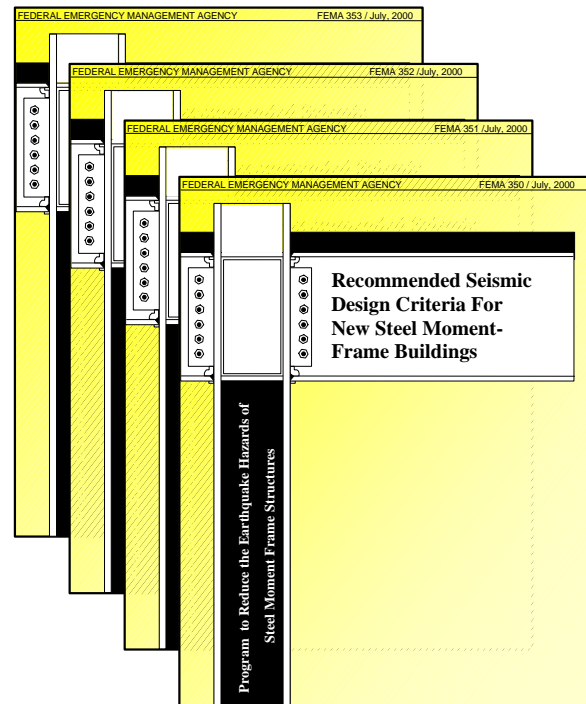 FEDERAL EMERGENCY MANAGEMENT AGENCY FEMA 353 / July, 2000
FEDERAL EMERGENCY MANAGEMENT AGENCY FEMA 352 /July, 2000
FEDERAL EMERGENCY MANAGEMENT AGENCY FEMA 351 /July, 2000
FEDERAL EMERGENCY MANAGEMENT AGENCY FEMA 350 / July, 2000
Recommended Seismic
Design Criteria For
New Steel Moment-
Frame Buildings
Program to Reduce the Earthquake Hazards of
Steel Moment Frame Structures